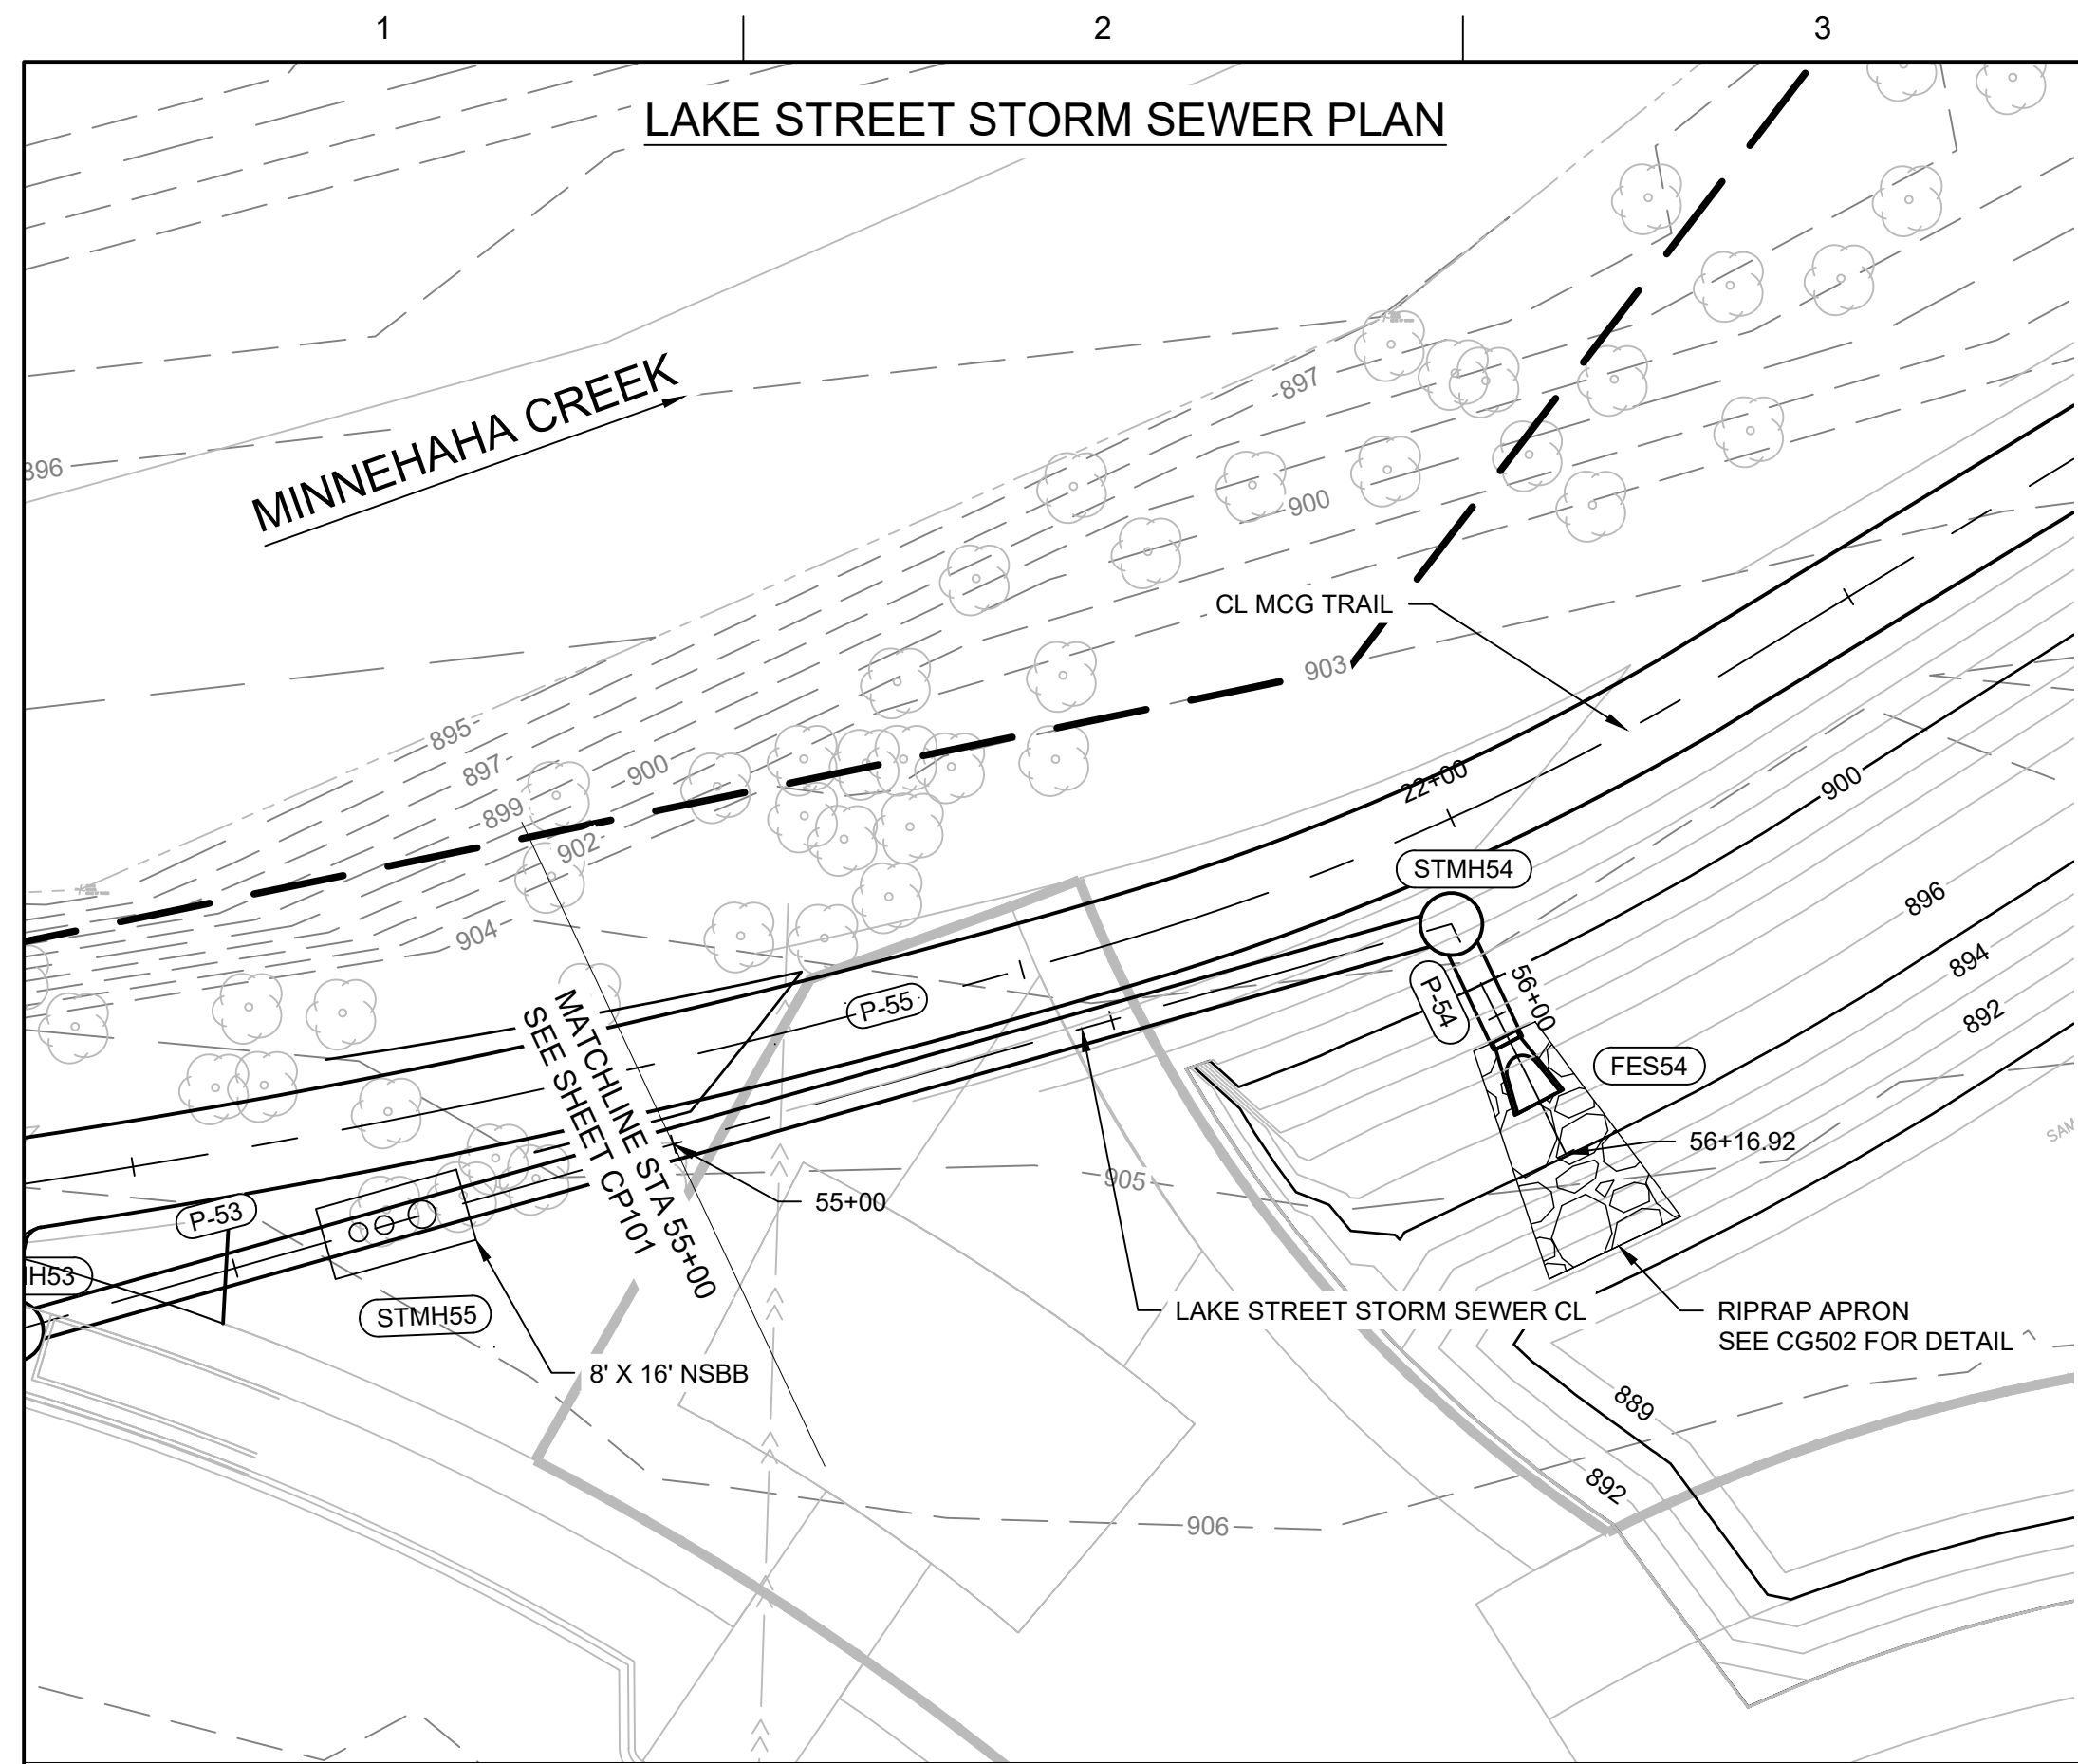 1
2
3
LAKE STREET STORM SEWER PLAN
MINNEHAHA CREEK
896
897
900
CL MCG TRAIL
903
895
897
900
899
902
904
22+00
900
STMH54
896
894
892
P-55
P-54
56+00
FES54
MATCHLINE STA 55+00
SEE SHEET CP101
56+16.92
905
55+00
P-53
STMH55
8' X 16' NSBB
LAKE STREET STORM SEWER CL
RIPRAP APRON
SEE CG502 FOR DETAIL
889
892
906